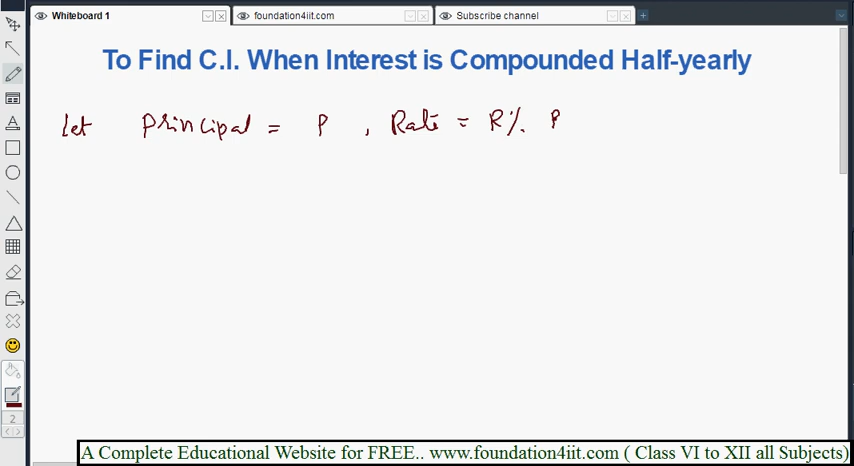 Whiteboard 1 foundation4iit.com Subscribe channel
To Find C.I. When Interest is Compounded Half-yearly
Let Principal = P , Rate = R% P
2
A Complete Educational Website for FREE.. www.foundation4iit.com ( Class VI to XII all Subjects)